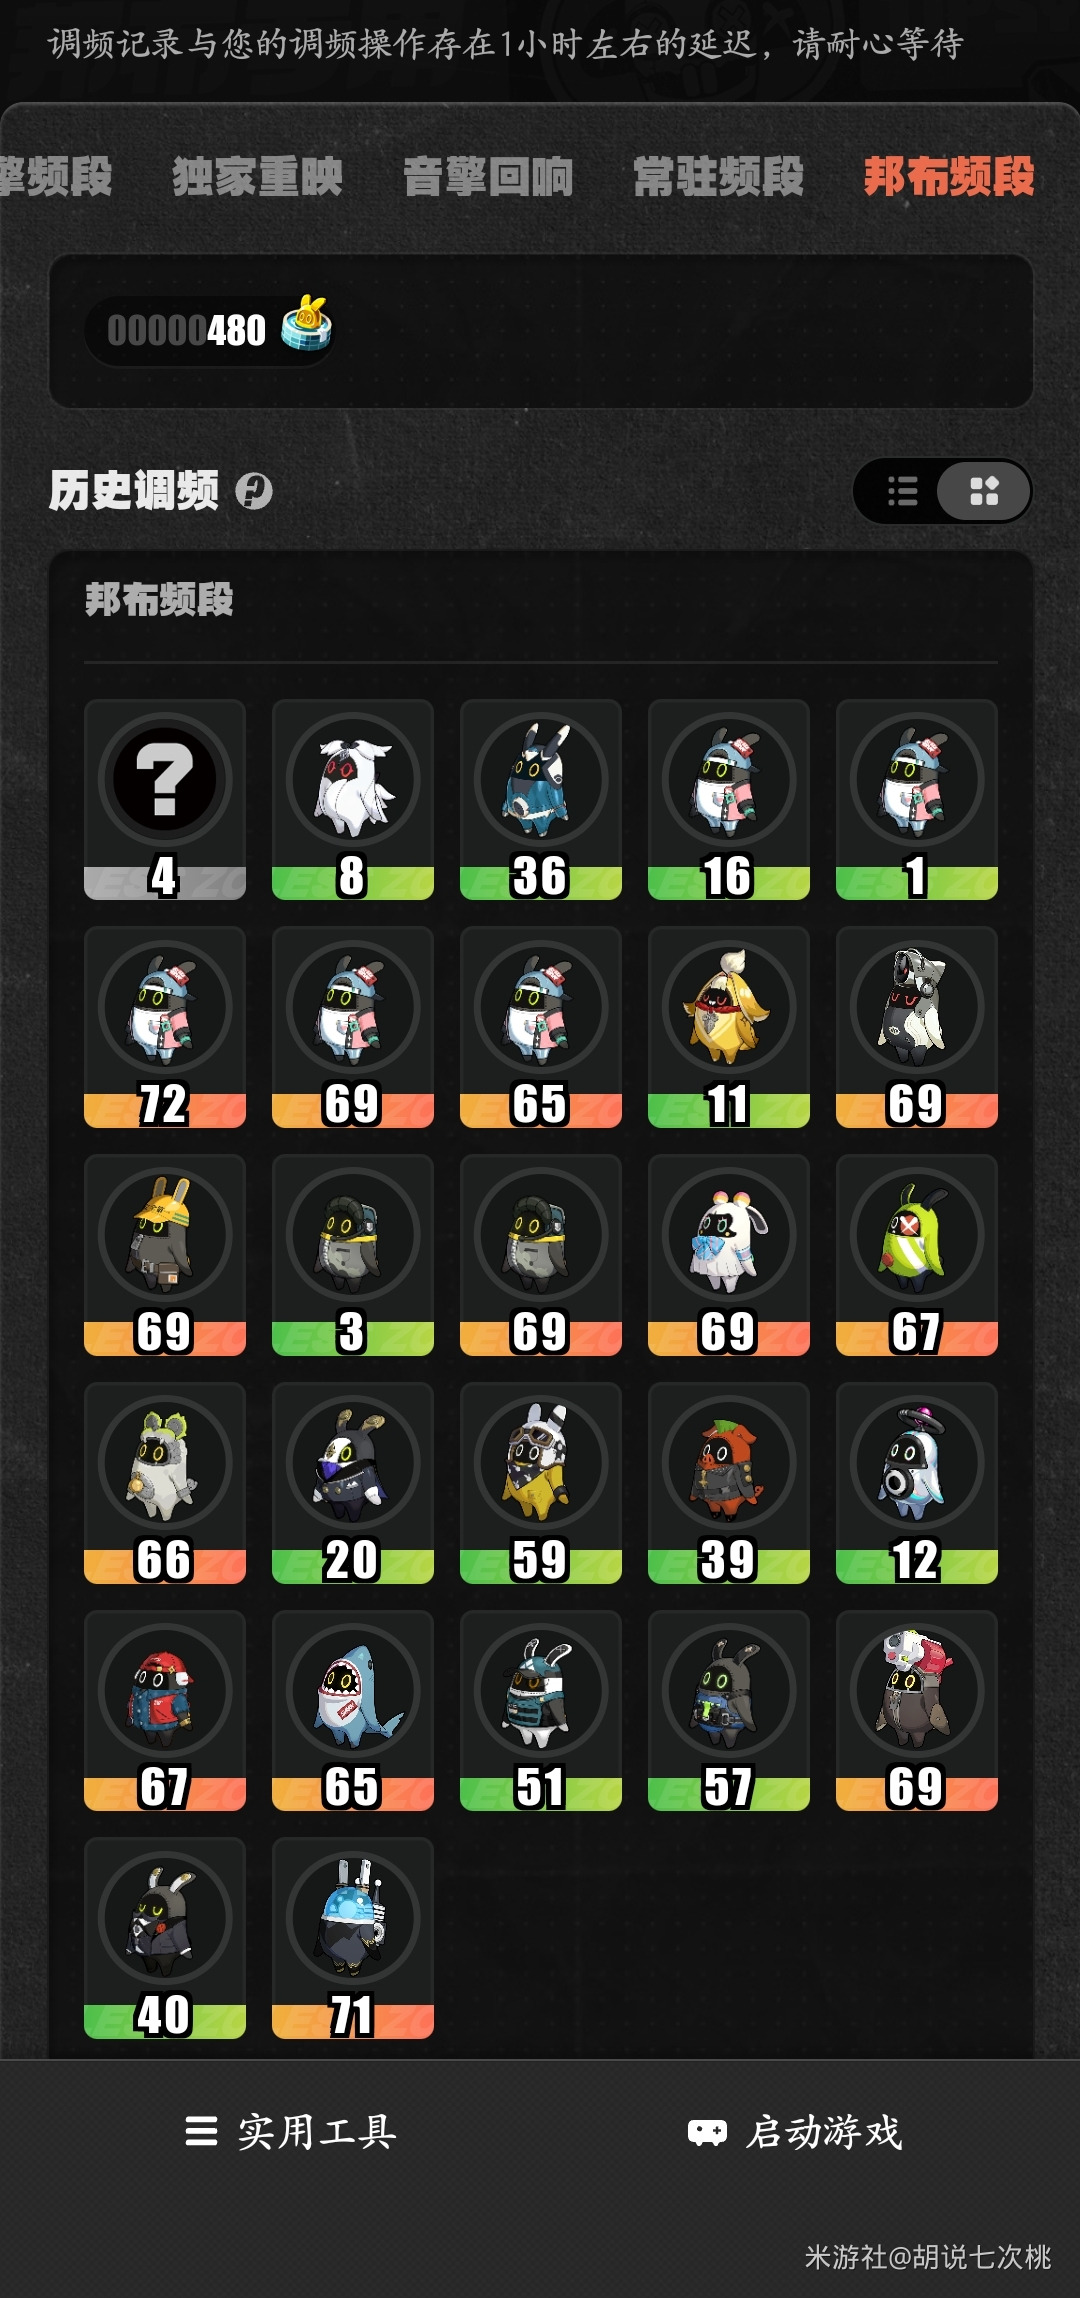 调频记录与您的调频操作存在1小时左右的延迟，请耐心等待
擎频段 独家重映 音擎回响 常驻频段 邦布频段
00000480
历史调频
邦布频段
?
4 8 36 16 1
72 69 65 11 69
69 3 69 69 67
66 20 59 39 12
67 65 51 57 69
40 71
实用工具 启动游戏
米游社@胡说七次桃